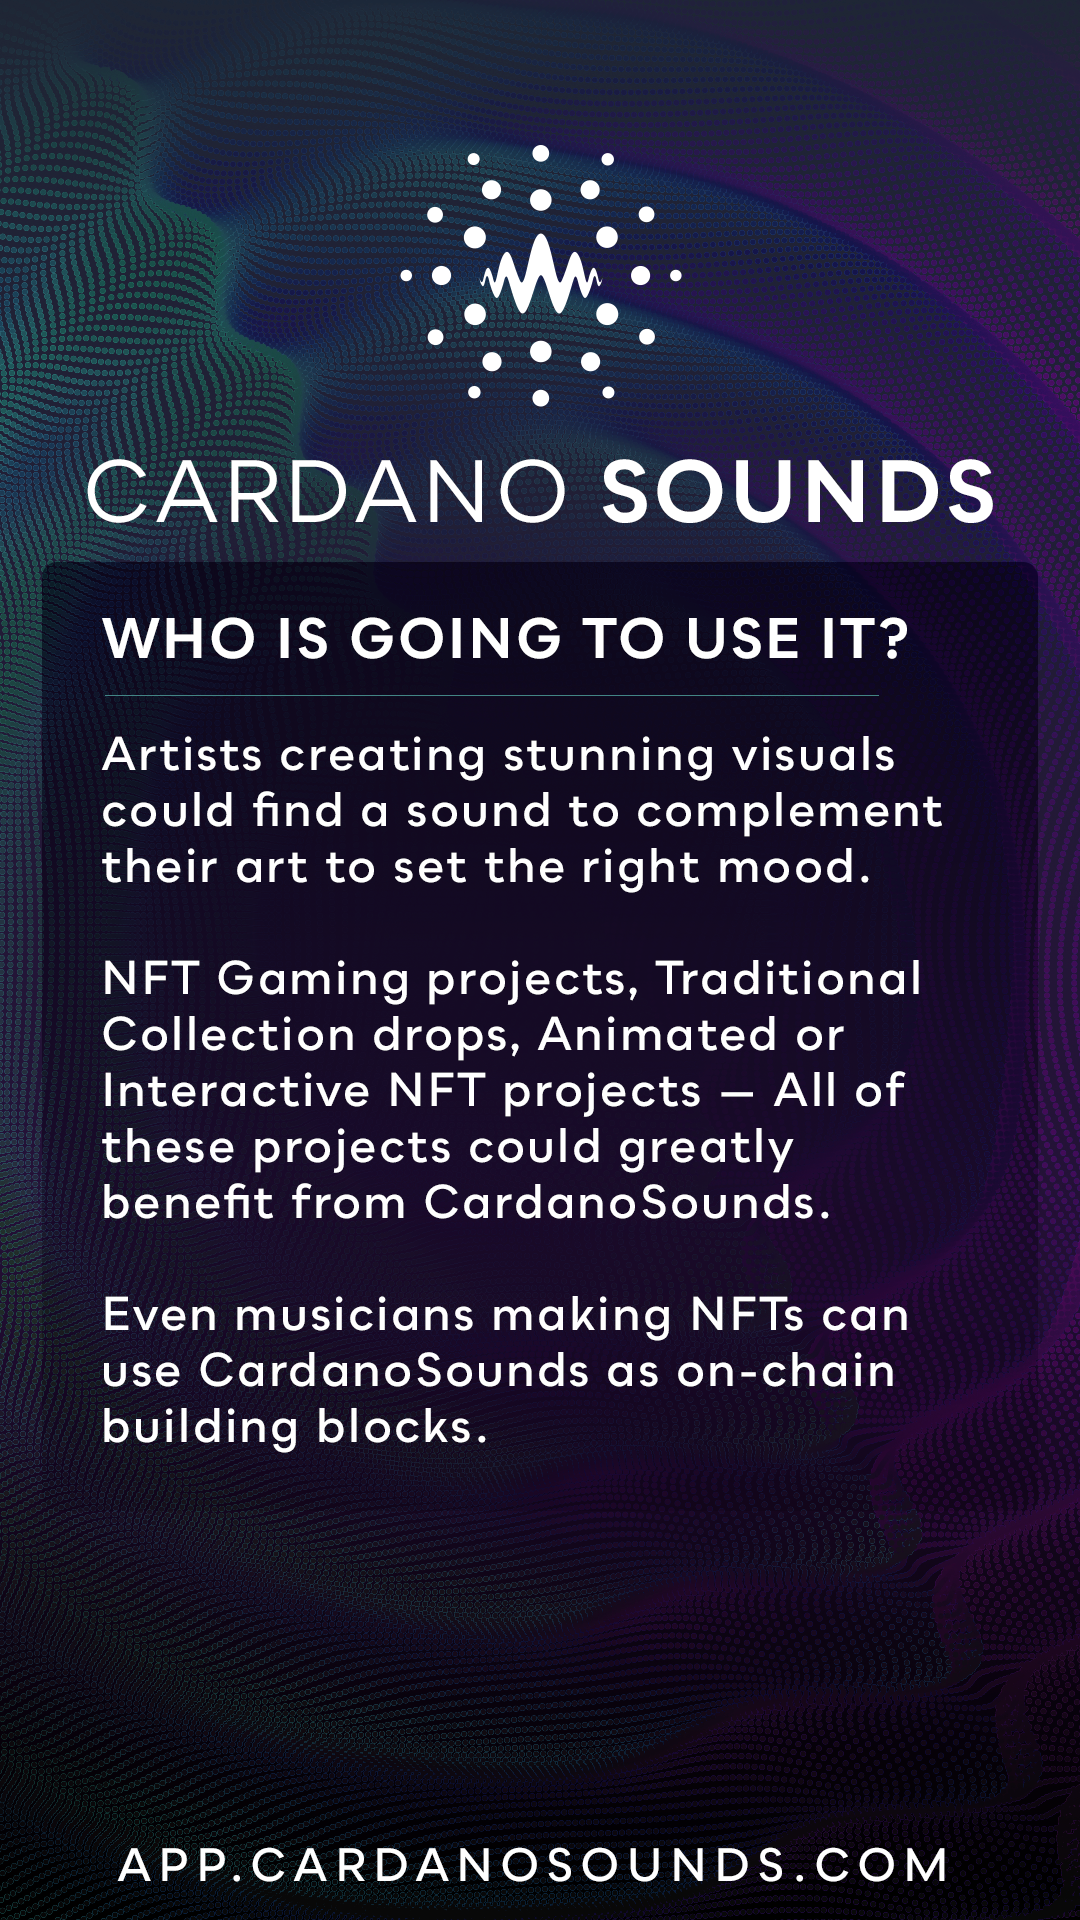 CARDANO SOUNDS
WHO IS GOING TO USE IT?
Artists creating stunning visuals
could find a sound to complement
their art to set the right mood.
NFT Gaming projects, Traditional
Collection drops, Animated or
Interactive NFT projects – All of
these projects could greatly
benefit from CardanoSounds.
Even musicians making NFTs can
use CardanoSounds as on-chain
building blocks.
APP.CARDANOSOUNDS.COM